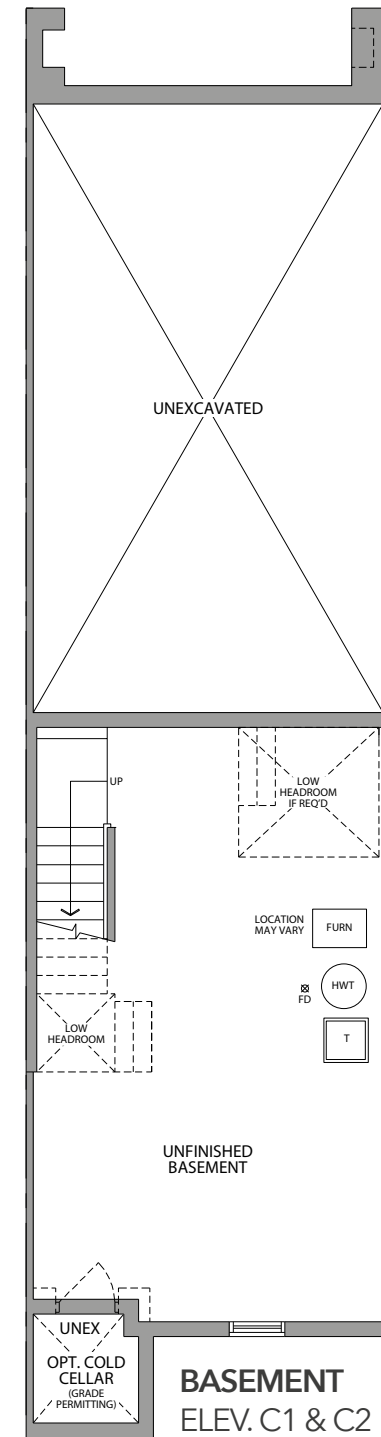 UNEXCAVATED
UP
LOW
HEADROOM
IF REQ'D
LOCATION
MAY VARY
FURN
HWT
FD
T
LOW
HEADROOM
UNFINISHED
BASEMENT
UNEX
OPT. COLD
CELLAR
(GRADE
PERMITTING)
BASEMENT
ELEV. C1 & C2